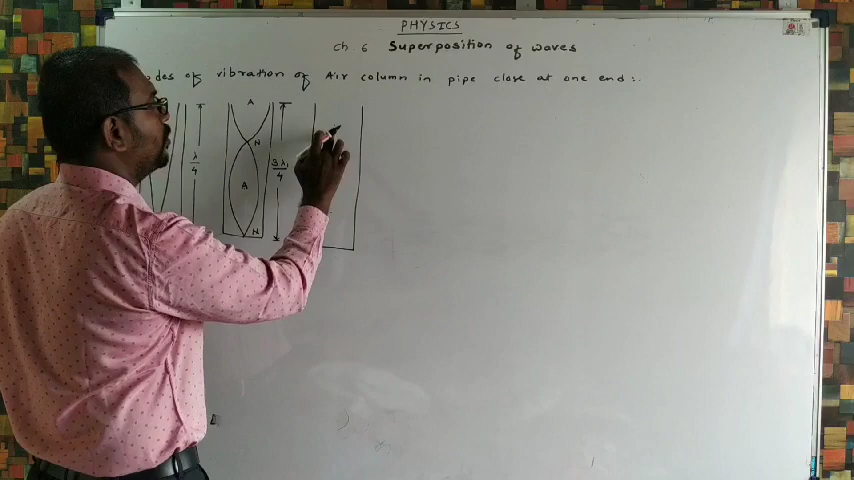 PHYSICS
Ch. 6 Superposition of waves
des of vibration of Air column in pipe close at one end :.
A
N
λ/4
3λ1/4
A
N